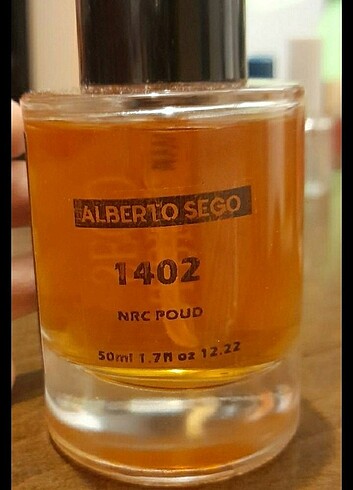 ALBERTO SEGO
1402
NRC POUD
50ml 1.7fl oz 12.22